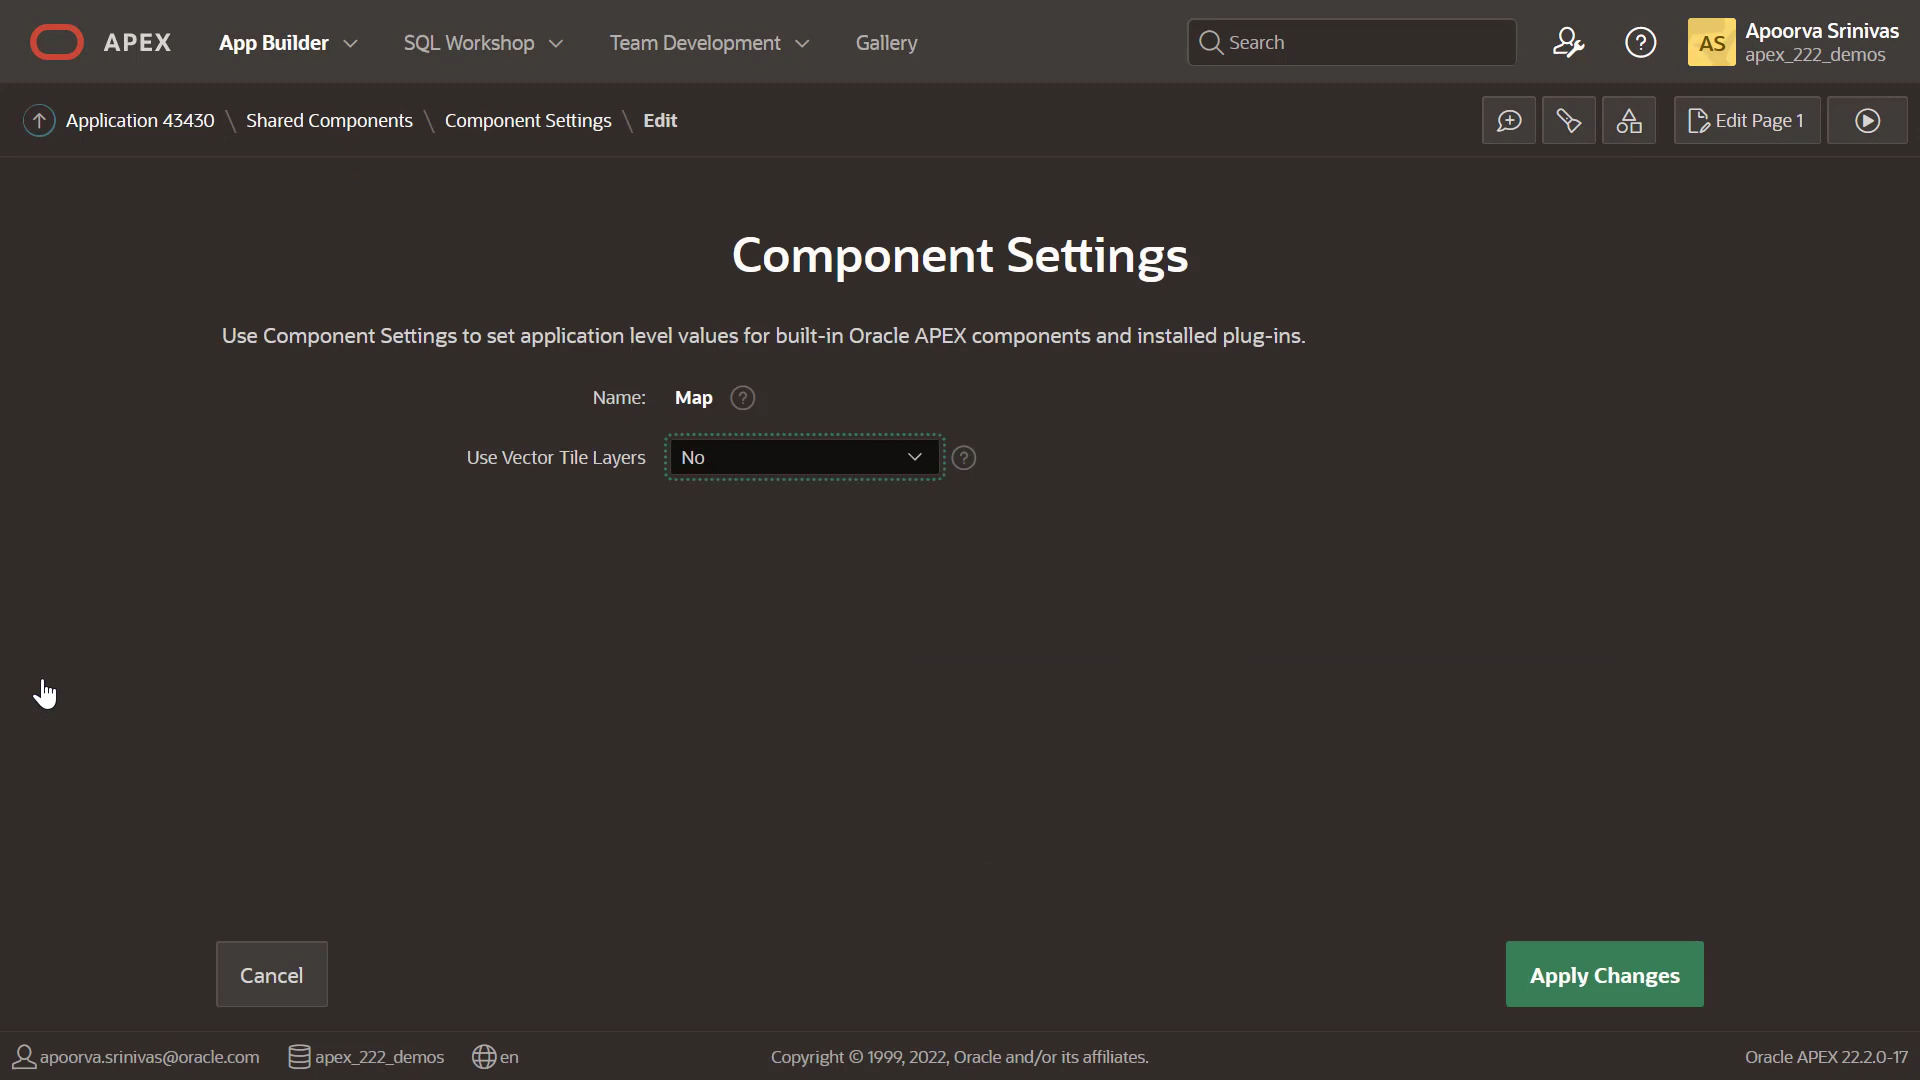 APEX App Builder SQL Workshop Team Development Gallery Search AS Apoorva Srinivas
apex_222_demos
Application 43430 \ Shared Components \ Component Settings \ Edit Edit Page 1
Component Settings
Use Component Settings to set application level values for built-in Oracle APEX components and installed plug-ins.
Name: Map ?
Use Vector Tile Layers No ?
Cancel Apply Changes
apoorva.srinivas@oracle.com apex_222_demos en Copyright © 1999, 2022, Oracle and/or its affiliates. Oracle APEX 22.2.0-17